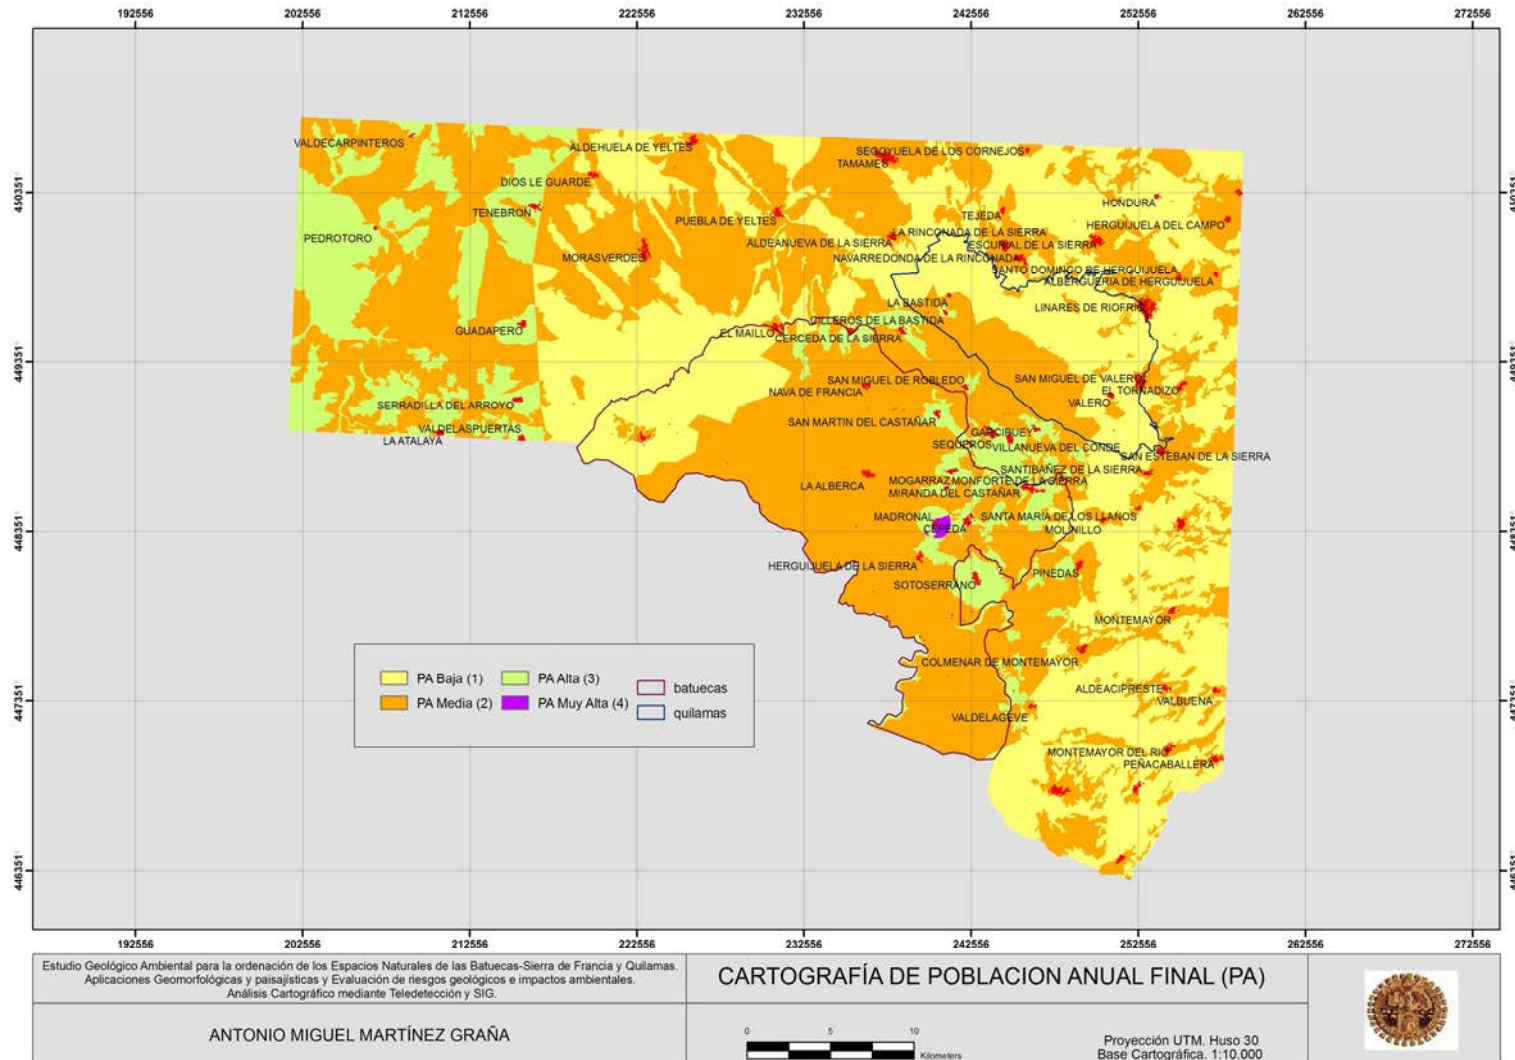 192556 202556 212556 222556 232556 242556 252556 262556 272556
VALDECARPINTEROS
ALDEHUELA DE YELTES
SEGOYUELA DE LOS CORNEJOS
TAMAMES
DIOS LE GUARDE
TENEBRON
PUEBLA DE YELTES
TEJEDA
HONDURA
HERGUIJUELA DEL CAMPO
PEDROTORO
MORASVERDES
ALDEANUEVA DE LA SIERRA
LA RINCONADA DE LA SIERRA
ESCURIAL DE LA SIERRA
NAVARREDONDA DE LA RINCONADA
SANTO DOMINGO DE HERGUIJUELA
ALBERGUERIA DE HERGUIJUELA
LA BASTIDA
LINARES DE RIOFRIO
GUADAPERO
EL MAILLO
CILLEROS DE LA BASTIDA
CERCEDA DE LA SIERRA
SAN MIGUEL DE ROBLEDO
NAVA DE FRANCIA
SAN MIGUEL DE VALERO
EL TORNADIZO
VALERO
SERRADILLA DEL ARROYO
SAN MARTIN DEL CASTAÑAR
VALDELASPUERTAS
LA ATALAYA
GARCIBUEY
SEQUEROS
VILLANUEVA DEL CONDE
SAN ESTEBAN DE LA SIERRA
SANTIBAÑEZ DE LA SIERRA
LA ALBERCA
MOGARRAZ
MONFORTE DE LA SIERRA
MIRANDA DEL CASTAÑAR
MADRONAL
CEPEDA
SANTA MARIA DE LOS LLANOS
MOLINILLO
HERGUIJUELA DE LA SIERRA
SOTOSERRANO
PINEDAS
MONTEMAYOR
COLMENAR DE MONTEMAYOR
ALDEACIPRESTE
VALBUENA
VALDELAGEVE
MONTEMAYOR DEL RIO
PEÑACABALLERA
PA Baja (1)
PA Media (2)
PA Alta (3)
PA Muy Alta (4)
batuecas
quilamas
192556 202556 212556 222556 232556 242556 252556 262556 272556
Estudio Geológico Ambiental para la ordenación de los Espacios Naturales de las Batuecas-Sierra de Francia y Quilamas.
Aplicaciones Geomorfológicas y paisajísticas y Evaluación de riesgos geológicos e impactos ambientales.
Análisis Cartográfico mediante Teledetección y SIG.
ANTONIO MIGUEL MARTÍNEZ GRAÑA
CARTOGRAFÍA DE POBLACION ANUAL FINAL (PA)
0 5 10
Kilometers
Proyección UTM. Huso 30
Base Cartográfica. 1:10.000